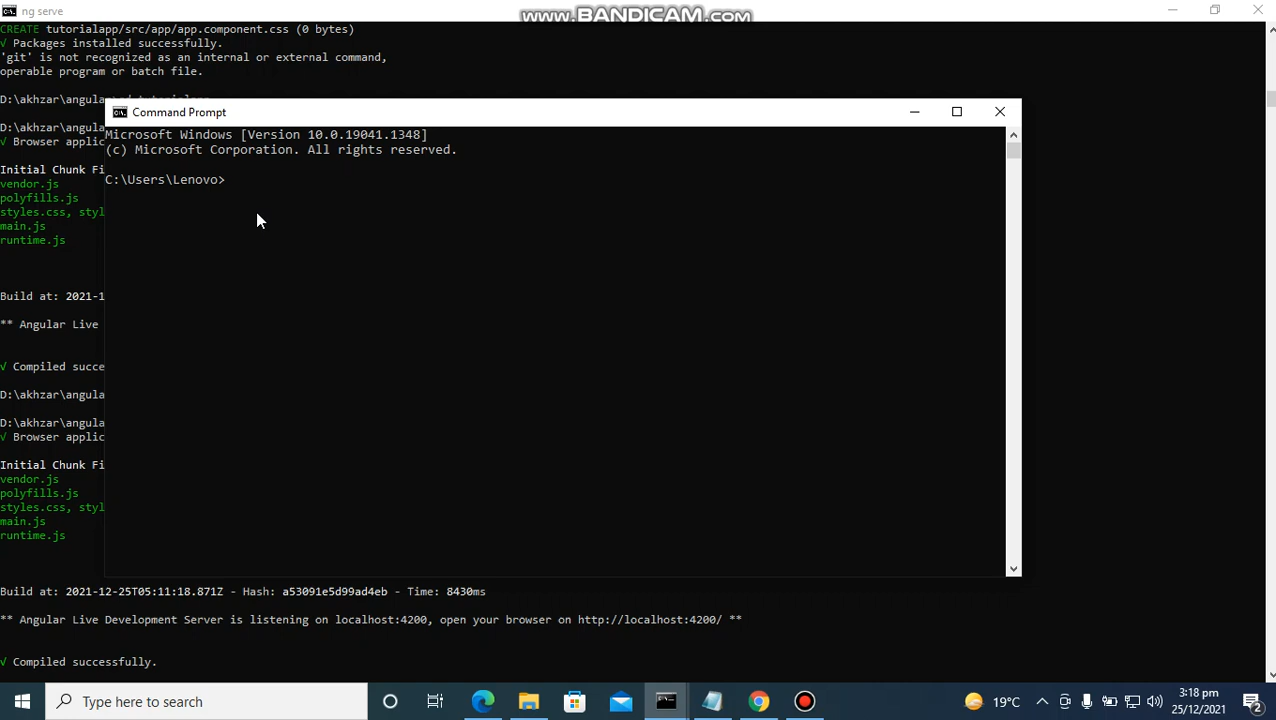 ng serve
www.BANDICAM.com
CREATE tutorialapp/src/app/app.component.css (0 bytes)
√ Packages installed successfully.
'git' is not recognized as an internal or external command,
operable program or batch file.
D:\akhzar\angula
Command Prompt
D:\akhzar\angula
Microsoft Windows [Version 10.0.19041.1348]
√ Browser applic
(c) Microsoft Corporation. All rights reserved.
Initial Chunk Fi
C:\Users\Lenovo>
vendor.js
polyfills.js
styles.css, styl
main.js
runtime.js
Build at: 2021-1
** Angular Live
√ Compiled succe
D:\akhzar\angula
D:\akhzar\angula
√ Browser applic
Initial Chunk Fi
vendor.js
polyfills.js
styles.css, styl
main.js
runtime.js
Build at: 2021-12-25T05:11:18.871Z - Hash: a53091e5d99ad4eb - Time: 8430ms
** Angular Live Development Server is listening on localhost:4200, open your browser on http://localhost:4200/ **
√ Compiled successfully.
Type here to search
19°C
3:18 pm
25/12/2021
2